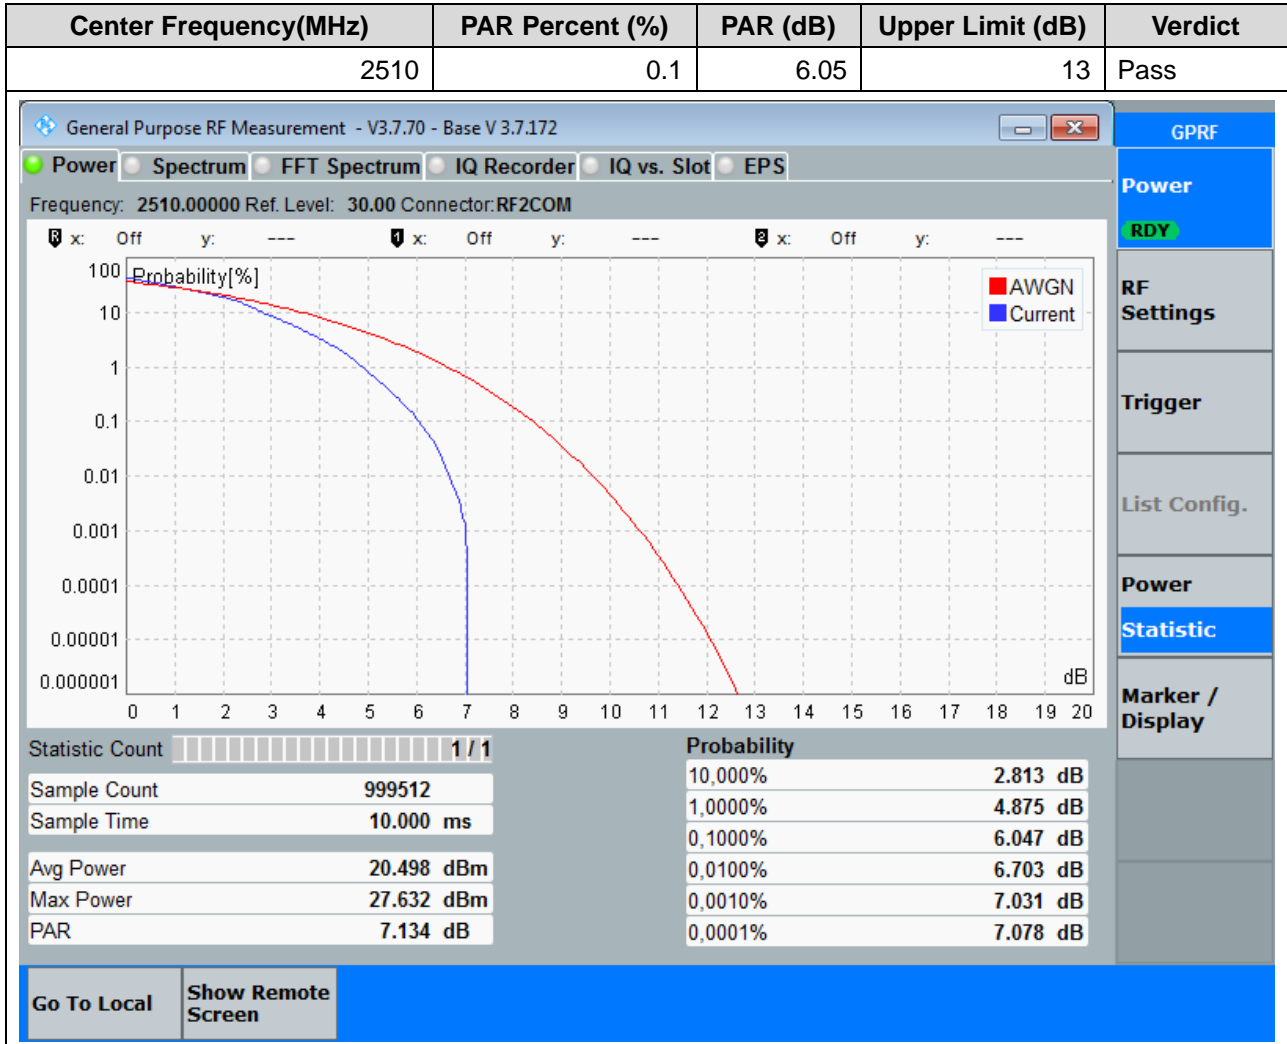 Center Frequency(MHz) PAR Percent (%) PAR (dB) Upper Limit (dB) Verdict
2510 0.1 6.05 13 Pass
General Purpose RF Measurement - V3.7.70 - Base V 3.7.172
GPRF
Power Spectrum FFT Spectrum IQ Recorder IQ vs. Slot EPS
Frequency: 2510.00000 Ref. Level: 30.00 Connector:RF2COM
R x: Off y: --- 1 x: Off y: --- 2 x: Off y: ---
Probability[%]
AWGN
Current
100
10
1
0.1
0.01
0.001
0.0001
0.00001
0.000001
dB
0 1 2 3 4 5 6 7 8 9 10 11 12 13 14 15 16 17 18 19 20
Statistic Count 1 / 1
Sample Count 999512
Sample Time 10.000 ms
Avg Power 20.498 dBm
Max Power 27.632 dBm
PAR 7.134 dB
Probability
10,000% 2.813 dB
1,0000% 4.875 dB
0,1000% 6.047 dB
0,0100% 6.703 dB
0,0010% 7.031 dB
0,0001% 7.078 dB
Power
RDY
RF
Settings
Trigger
List Config.
Power
Statistic
Marker /
Display
Go To Local
Show Remote
Screen